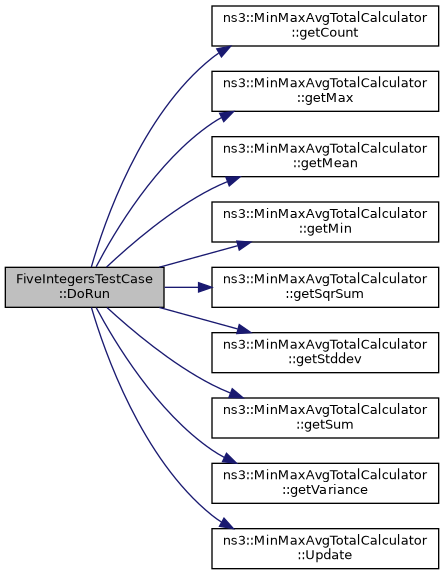 ns3::MinMaxAvgTotalCalculator
::getCount
ns3::MinMaxAvgTotalCalculator
::getMax
ns3::MinMaxAvgTotalCalculator
::getMean
ns3::MinMaxAvgTotalCalculator
::getMin
FiveIntegersTestCase
::DoRun
ns3::MinMaxAvgTotalCalculator
::getSqrSum
ns3::MinMaxAvgTotalCalculator
::getStddev
ns3::MinMaxAvgTotalCalculator
::getSum
ns3::MinMaxAvgTotalCalculator
::getVariance
ns3::MinMaxAvgTotalCalculator
::Update